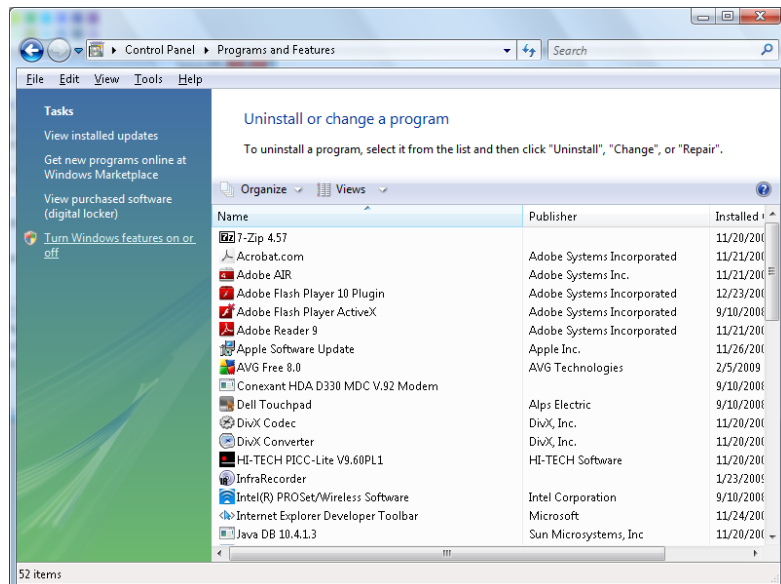 Control Panel ▸ Programs and Features
Search
File Edit View Tools Help
Tasks
View installed updates
Get new programs online at
Windows Marketplace
View purchased software
(digital locker)
Turn Windows features on or
off
Uninstall or change a program
To uninstall a program, select it from the list and then click "Uninstall", "Change", or "Repair".
Organize Views
Name Publisher Installed
7-Zip 4.57 11/20/200
Acrobat.com Adobe Systems Incorporated 11/21/200
Adobe AIR Adobe Systems Inc. 11/21/200
Adobe Flash Player 10 Plugin Adobe Systems Incorporated 12/23/200
Adobe Flash Player ActiveX Adobe Systems Incorporated 9/10/2008
Adobe Reader 9 Adobe Systems Incorporated 11/21/200
Apple Software Update Apple Inc. 11/26/200
AVG Free 8.0 AVG Technologies 2/5/2009
Conexant HDA D330 MDC V.92 Modem 9/10/2008
Dell Touchpad Alps Electric 9/10/2008
DivX Codec DivX, Inc. 11/20/200
DivX Converter DivX, Inc. 11/20/200
HI-TECH PICC-Lite V9.60PL1 HI-TECH Software 11/20/200
InfraRecorder 1/23/2009
Intel(R) PROSet/Wireless Software Intel Corporation 9/10/2008
Internet Explorer Developer Toolbar Microsoft 11/24/200
Java DB 10.4.1.3 Sun Microsystems, Inc 11/20/200
52 items